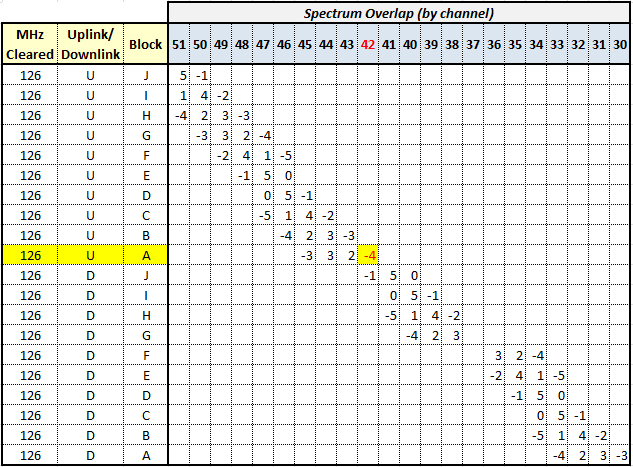 Spectrum Overlap (by channel)
MHz Cleared Uplink/ Downlink Block 51 50 49 48 47 46 45 44 43 42 41 40 39 38 37 36 35 34 33 32 31 30
126 U J 5 -1
126 U I 1 4 -2
126 U H -4 2 3 -3
126 U G -3 3 2 -4
126 U F -2 4 1 -5
126 U E -1 5 0
126 U D 0 5 -1
126 U C -5 1 4 -2
126 U B -4 2 3 -3
126 U A -3 3 2 -4
126 D J -1 5 0
126 D I 0 5 -1
126 D H -5 1 4 -2
126 D G -4 2 3
126 D F 3 2 -4
126 D E -2 4 1 -5
126 D D -1 5 0
126 D C 0 5 -1
126 D B -5 1 4 -2
126 D A -4 2 3 -3